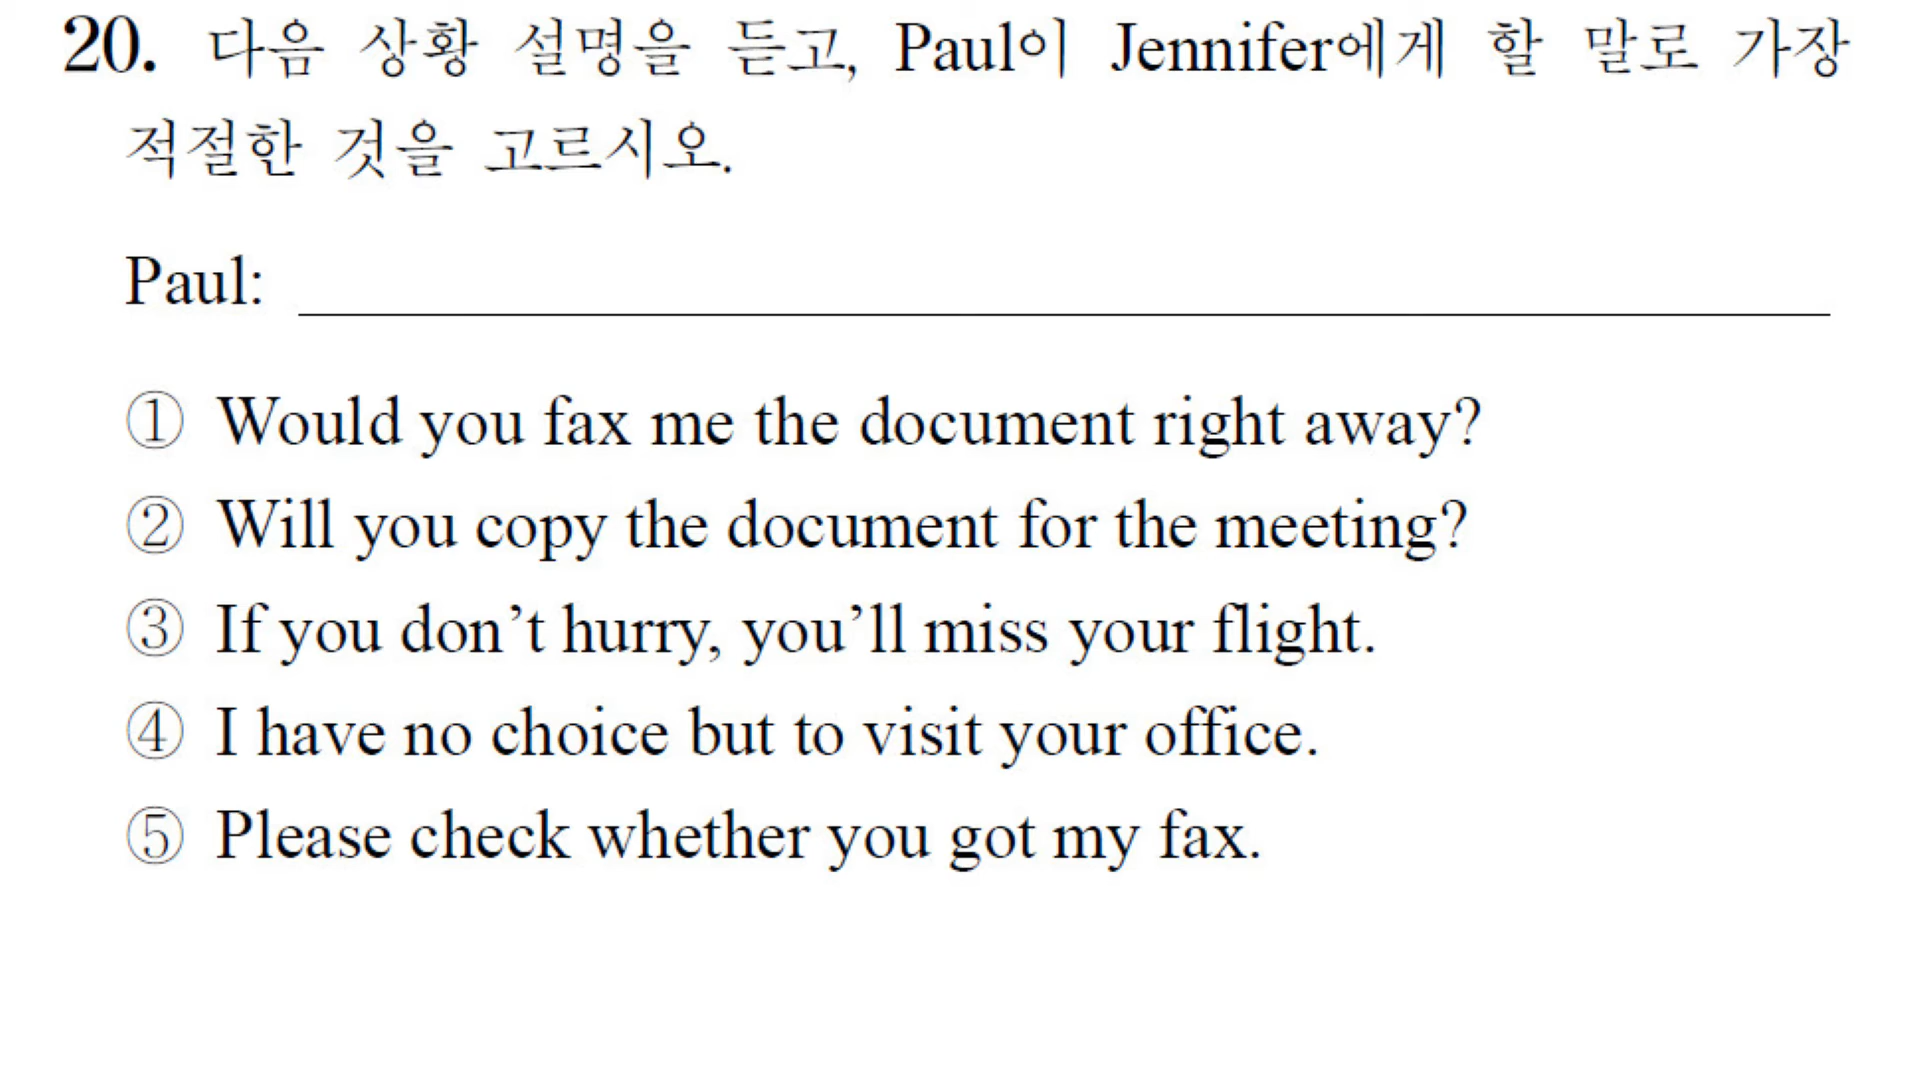 20. 다음 상황 설명을 듣고, Paul이 Jennifer에게 할 말로 가장
적절한 것을 고르시오.
Paul:
① Would you fax me the document right away?
② Will you copy the document for the meeting?
③ If you don’t hurry, you’ll miss your flight.
④ I have no choice but to visit your office.
⑤ Please check whether you got my fax.